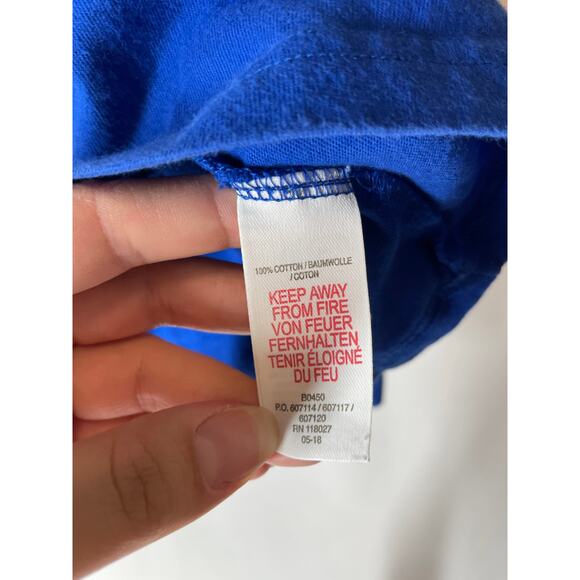 100% COTTON / BAUMWOLLE
/ COTON
KEEP AWAY
FROM FIRE
VON FEUER
FERNHALTEN
TENIR ÉLOIGNÉ
DU FEU
B0450
P.O. 607114 / 607117 /
607120
RN 118027
05-18